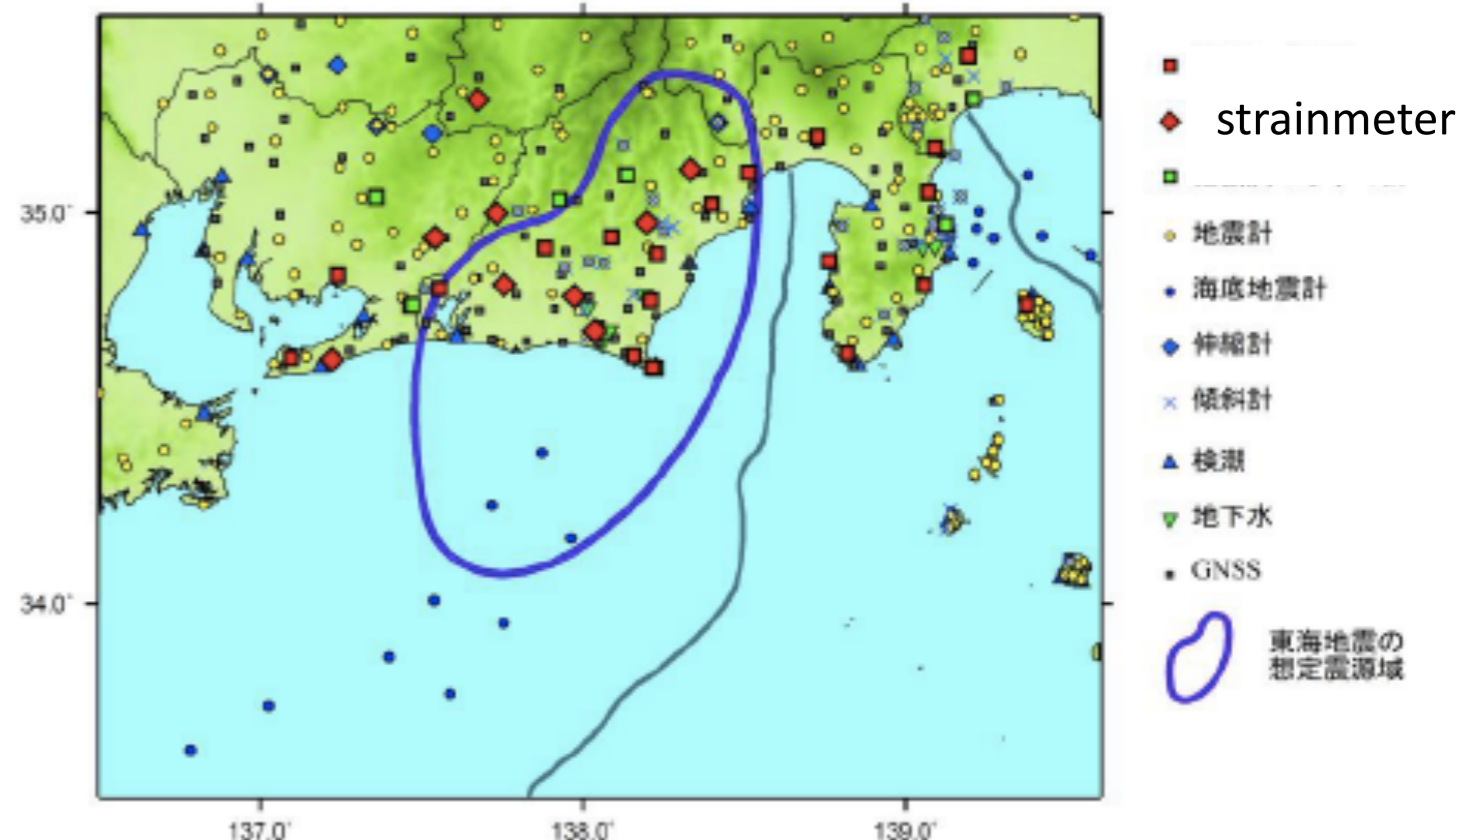 strainmeter
35.0°
地震計
海底地震計
伸縮計
傾斜計
検潮
地下水
GNSS
34.0°
東海地震の
想定震源域
137.0°
138.0°
139.0°